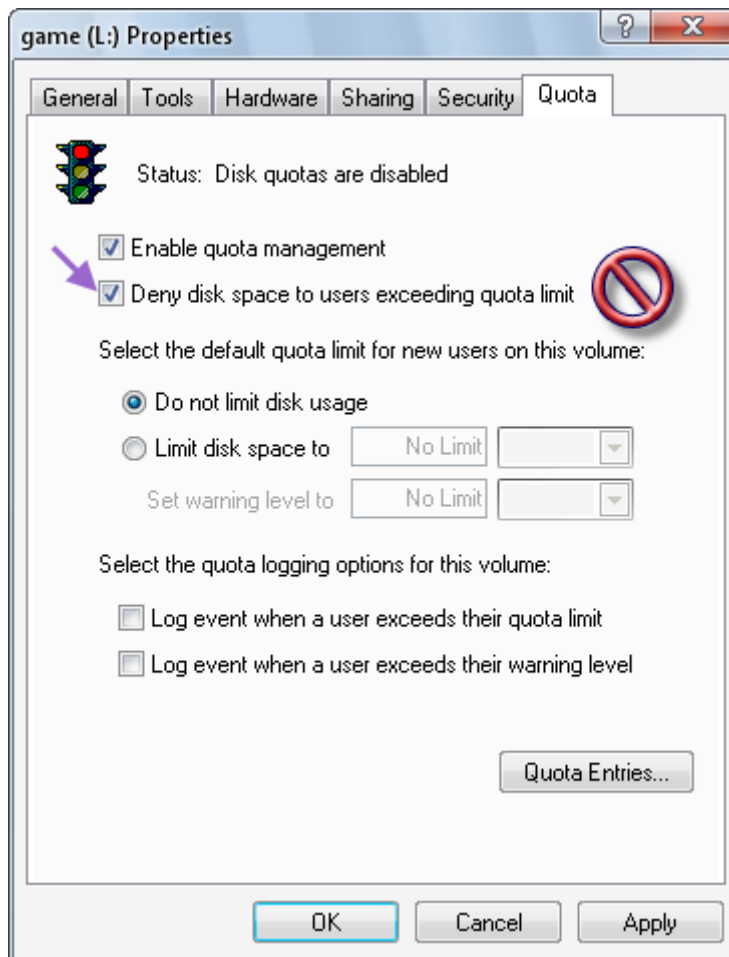 game (L:) Properties
General Tools Hardware Sharing Security Quota
Status: Disk quotas are disabled
Enable quota management
Deny disk space to users exceeding quota limit
Select the default quota limit for new users on this volume:
Do not limit disk usage
Limit disk space to No Limit
Set warning level to No Limit
Select the quota logging options for this volume:
Log event when a user exceeds their quota limit
Log event when a user exceeds their warning level
Quota Entries...
OK Cancel Apply